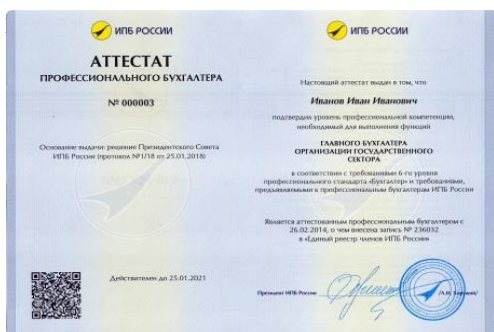 ИПБ РОССИИ
АТТЕСТАТ
ПРОФЕССИОНАЛЬНОГО БУХГАЛТЕРА
№ 000003
Основание выдачи: решение Президентского Совета
ИПБ России (протокол №1/18 от 25.01.2018)
Действителен до 25.01.2021
ИПБ РОССИИ
Настоящий аттестат выдан в том, что
Иванов Иван Иванович
подтвердил уровень профессиональной компетенции,
необходимый для выполнения функций
ГЛАВНОГО БУХГАЛТЕРА
ОРГАНИЗАЦИИ ГОСУДАРСТВЕННОГО
СЕКТОРА
в соответствии с требованиями 6-го уровня
профессионального стандарта «Бухгалтер» и требованиями,
предъявляемыми к профессиональным бухгалтерам ИПБ России
Является аттестованным профессиональным бухгалтером с
26.02.2014, о чем внесена запись № 236032
в «Единый реестр членов ИПБ России»
Президент ИПБ России